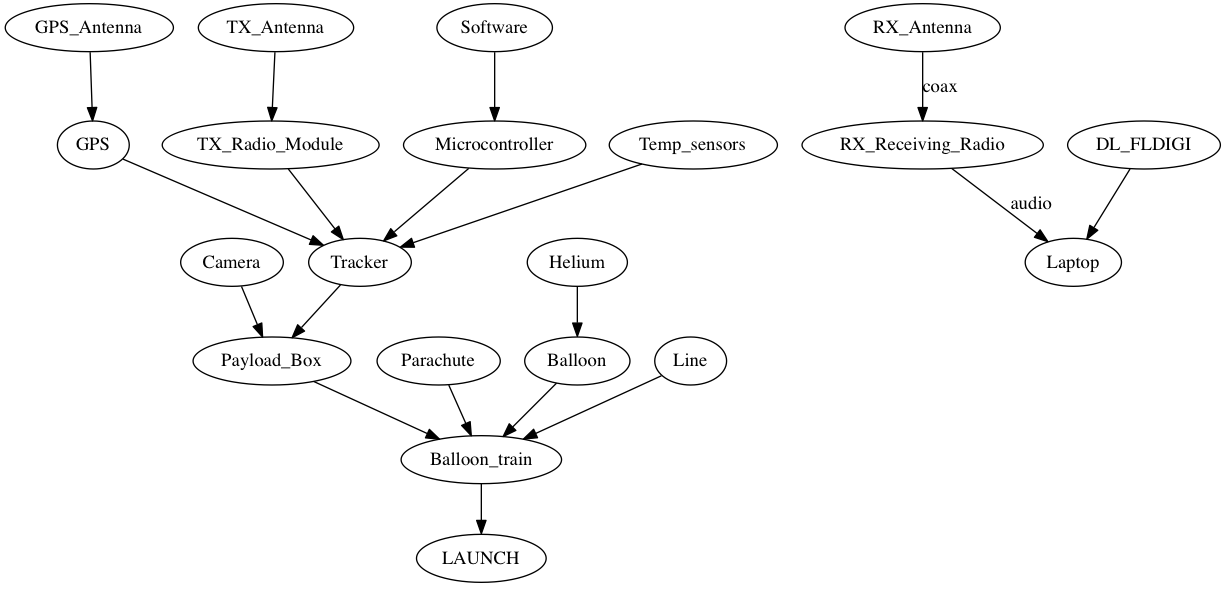 GPS_Antenna
TX_Antenna
Software
RX_Antenna
coax
GPS
TX_Radio_Module
Microcontroller
Temp_sensors
RX_Receiving_Radio
DL_FLDIGI
audio
Camera
Tracker
Helium
Laptop
Payload_Box
Parachute
Balloon
Line
Balloon_train
LAUNCH